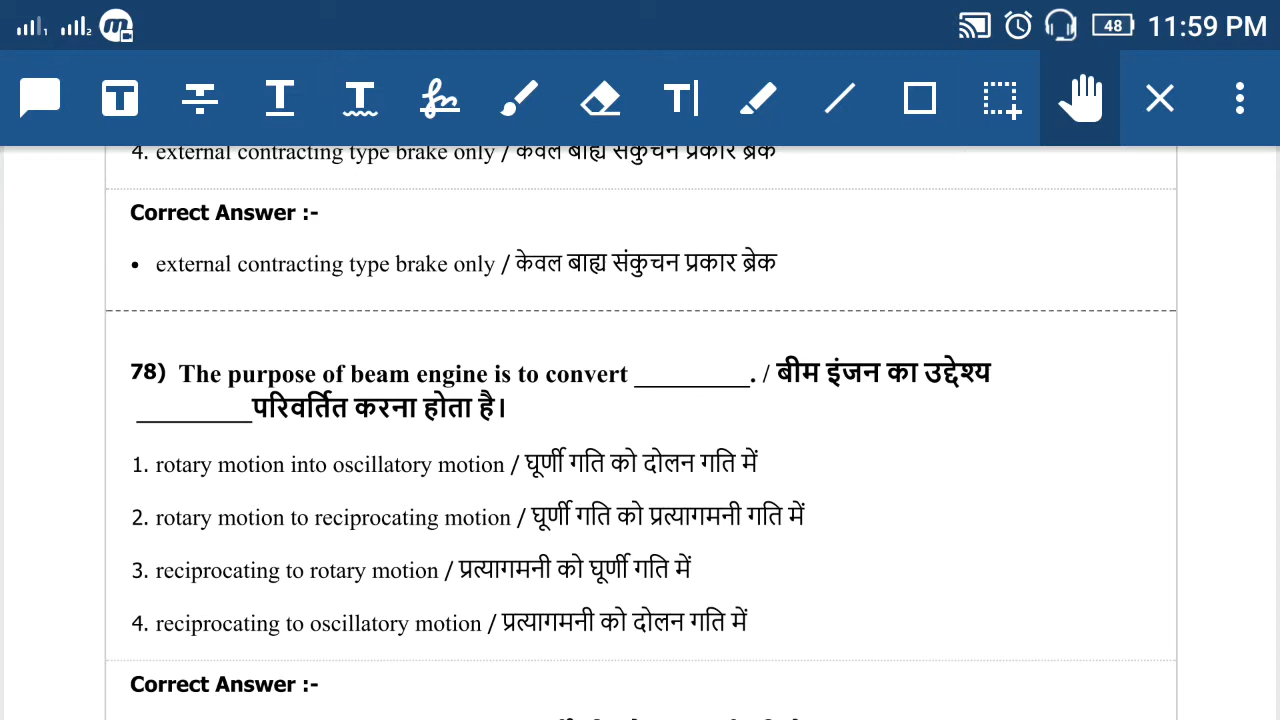 48 11:59 PM
4. external contracting type brake only / केवल बाह्य संकुचन प्रकार ब्रेक
Correct Answer :-
• external contracting type brake only / केवल बाह्य संकुचन प्रकार ब्रेक
78) The purpose of beam engine is to convert _________. / बीम इंजन का उद्देश्य
_________परिवर्तित करना होता है।
1. rotary motion into oscillatory motion / घूर्णी गति को दोलन गति में
2. rotary motion to reciprocating motion / घूर्णी गति को प्रत्यागमनी गति में
3. reciprocating to rotary motion / प्रत्यागमनी को घूर्णी गति में
4. reciprocating to oscillatory motion / प्रत्यागमनी को दोलन गति में
Correct Answer :-